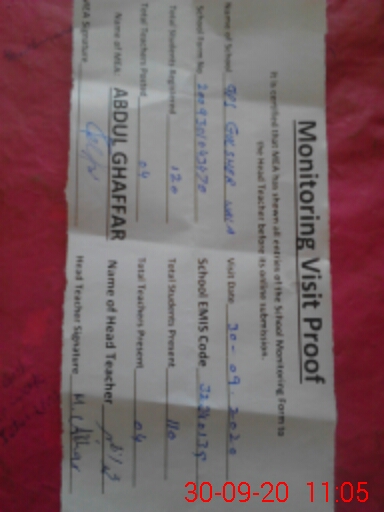 Monitoring Visit Proof
It is certified that MEA has shown all entries of the School Monitoring Form to
the Head Teacher before its online submission.
Name of School GPS Visit Date 30-09-2020
School Form No. School EMIS Code
Total Students Registered 120 Total Students Present 110
Total Teachers Posted 04 Total Teachers Present 04
Name of MEA ABDUL GHAFFAR Name of Head Teacher
MEA Signature Head Teacher Signature
30-09-20 11:05